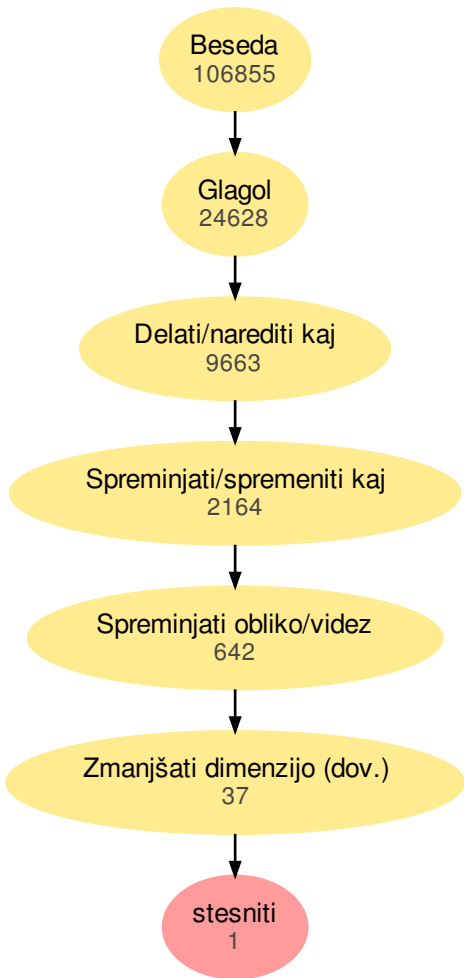 Beseda
106855
Glagol
24628
Delati/narediti kaj
9663
Spreminjati/spremeniti kaj
2164
Spreminjati obliko/videz
642
Zmanjšati dimenzijo (dov.)
37
stesniti
1